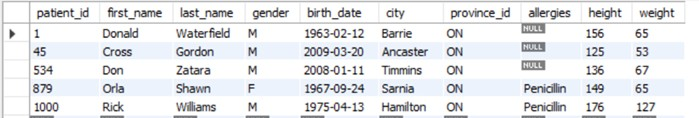 patient_id first_name last_name gender birth_date city province_id allergies height weight
1 Donald Waterfield M 1963-02-12 Barrie ON NULL 156 65
45 Cross Gordon M 2009-03-20 Ancaster ON NULL 125 53
534 Don Zatara M 2008-01-11 Timmins ON NULL 136 67
879 Orla Shawn F 1967-09-24 Sarnia ON Penicillin 149 65
1000 Rick Williams M 1975-04-13 Hamilton ON Penicillin 176 127